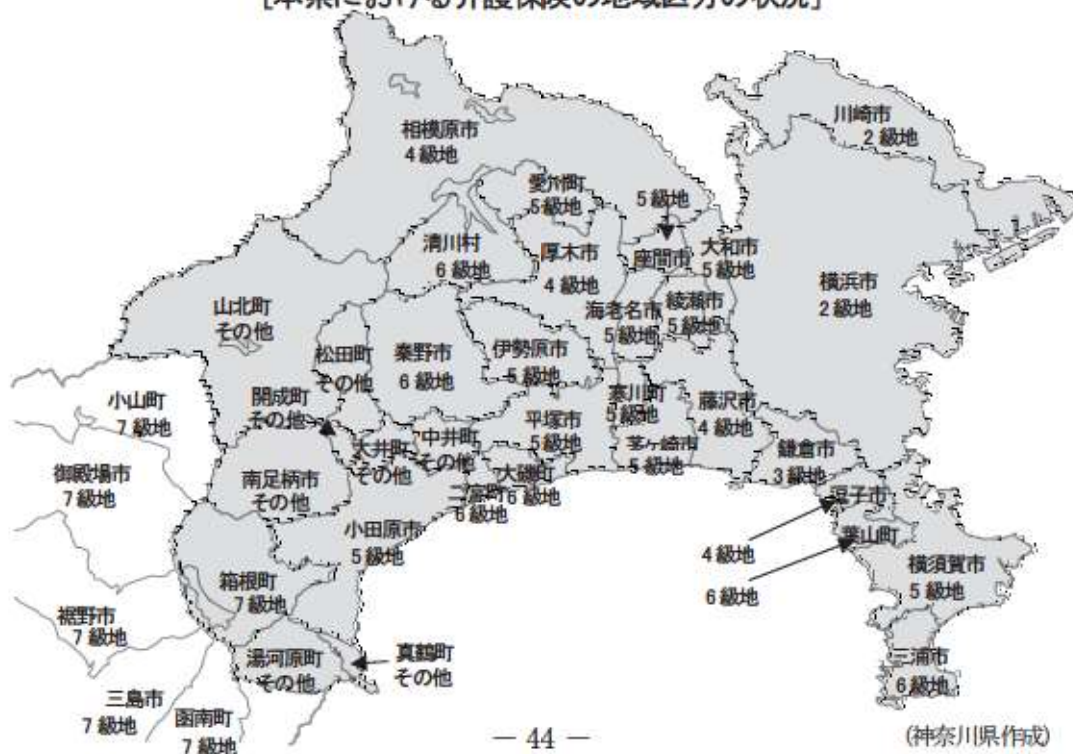 [本県における介護保険の地域区分の状況]
川崎市
2級地
相模原市
4級地
愛川町
5級地
5級地
座間市
大和市
5級地
清川村
6級地
厚木市
4級地
横浜市
2級地
海老名市
5級地
綾瀬市
5級地
山北町
その他
松田町
その他
秦野市
6級地
伊勢原市
5級地
小山町
7級地
開成町
その他
寒川町
5級地
藤沢市
4級地
平塚市
5級地
大井町
その他
中井町
その他
茅ヶ崎市
5級地
鎌倉市
3級地
御殿場市
7級地
南足柄市
その他
大磯町
6級地
二宮町
6級地
逗子市
4級地
小田原市
5級地
葉山町
6級地
横須賀市
5級地
箱根町
7級地
裾野市
7級地
湯河原町
その他
真鶴町
その他
三浦市
6級地
三島市
7級地
函南町
7級地
― 44 ―
(神奈川県作成)